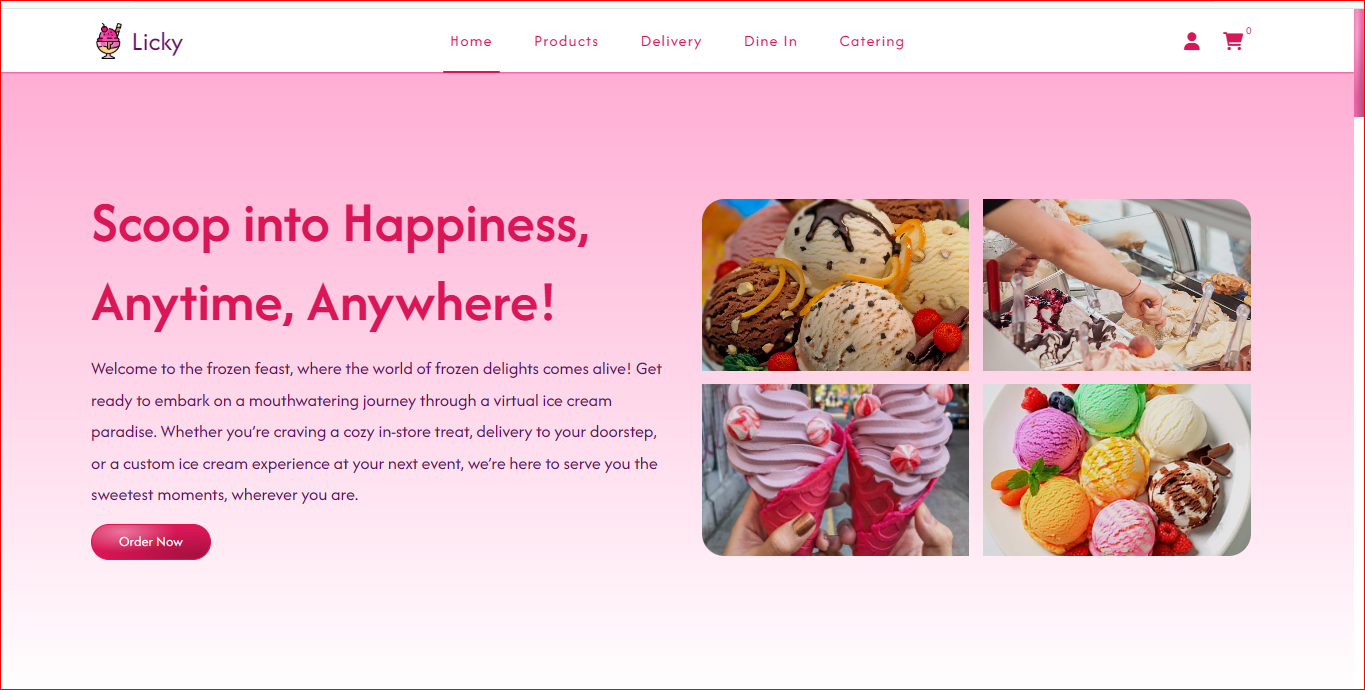 Licky
Home Products Delivery Dine In Catering
0
Scoop into Happiness,
Anytime, Anywhere!
Welcome to the frozen feast, where the world of frozen delights comes alive! Get
ready to embark on a mouthwatering journey through a virtual ice cream
paradise. Whether you’re craving a cozy in-store treat, delivery to your doorstep,
or a custom ice cream experience at your next event, we’re here to serve you the
sweetest moments, wherever you are.
Order Now